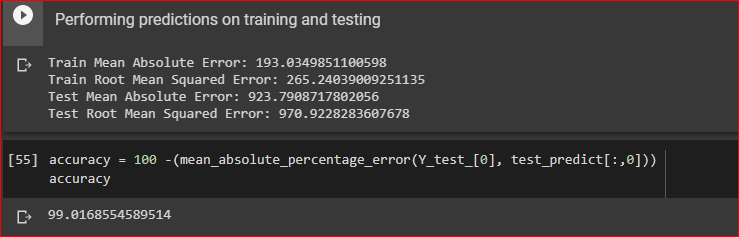 Performing predictions on training and testing
Train Mean Absolute Error: 193.0349851100598
Train Root Mean Squared Error: 265.24039009251135
Test Mean Absolute Error: 923.7908717802056
Test Root Mean Squared Error: 970.9228283607678
[55] accuracy = 100 -(mean_absolute_percentage_error(Y_test_[0], test_predict[:,0]))
accuracy
99.0168554589514